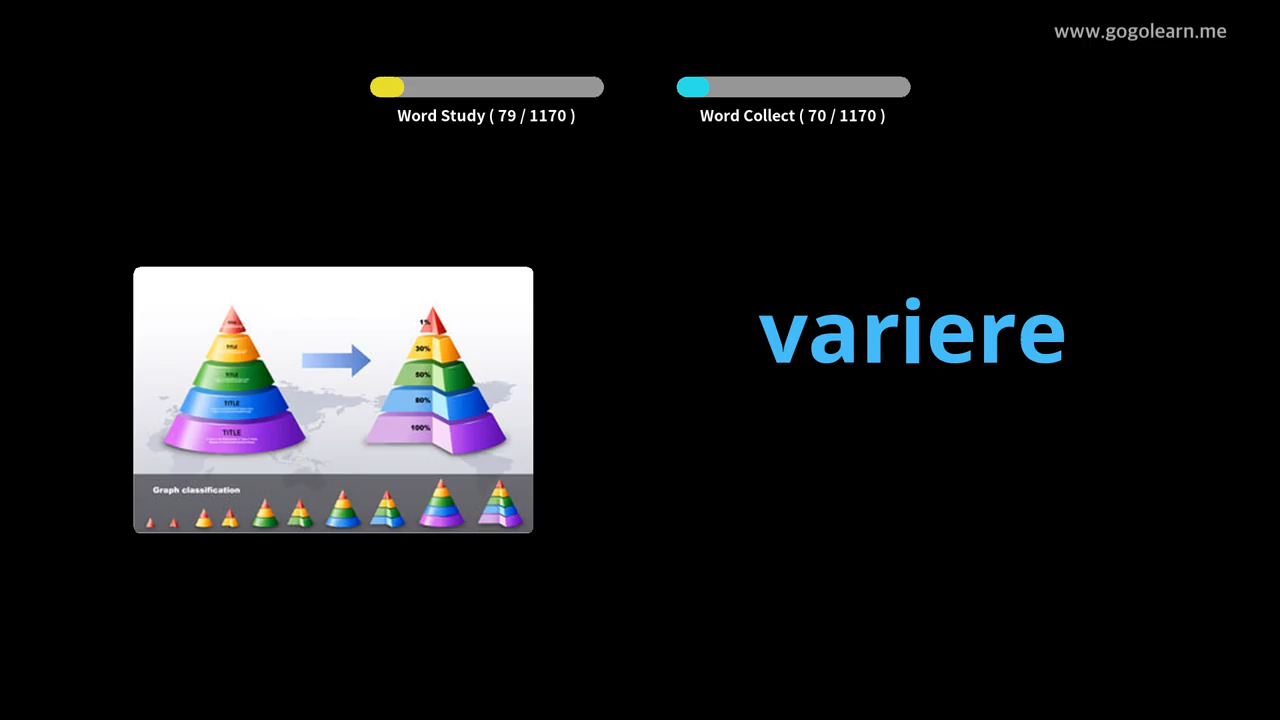 www.gogolearn.me
Word Study ( 79 / 1170 )
Word Collect ( 70 / 1170 )
variere
TITLE
TITLE
TITLE
TITLE
1%
30%
50%
80%
100%
Graph classification